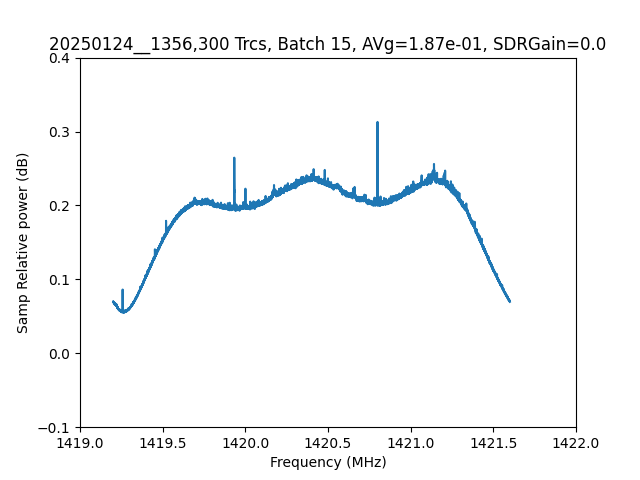 20250124__1356,300 Trcs, Batch 15, AVg=1.87e-01, SDRGain=0.0
0.4
0.3
0.2
0.1
0.0
−0.1
Samp Relative power (dB)
1419.0 1419.5 1420.0 1420.5 1421.0 1421.5 1422.0
Frequency (MHz)